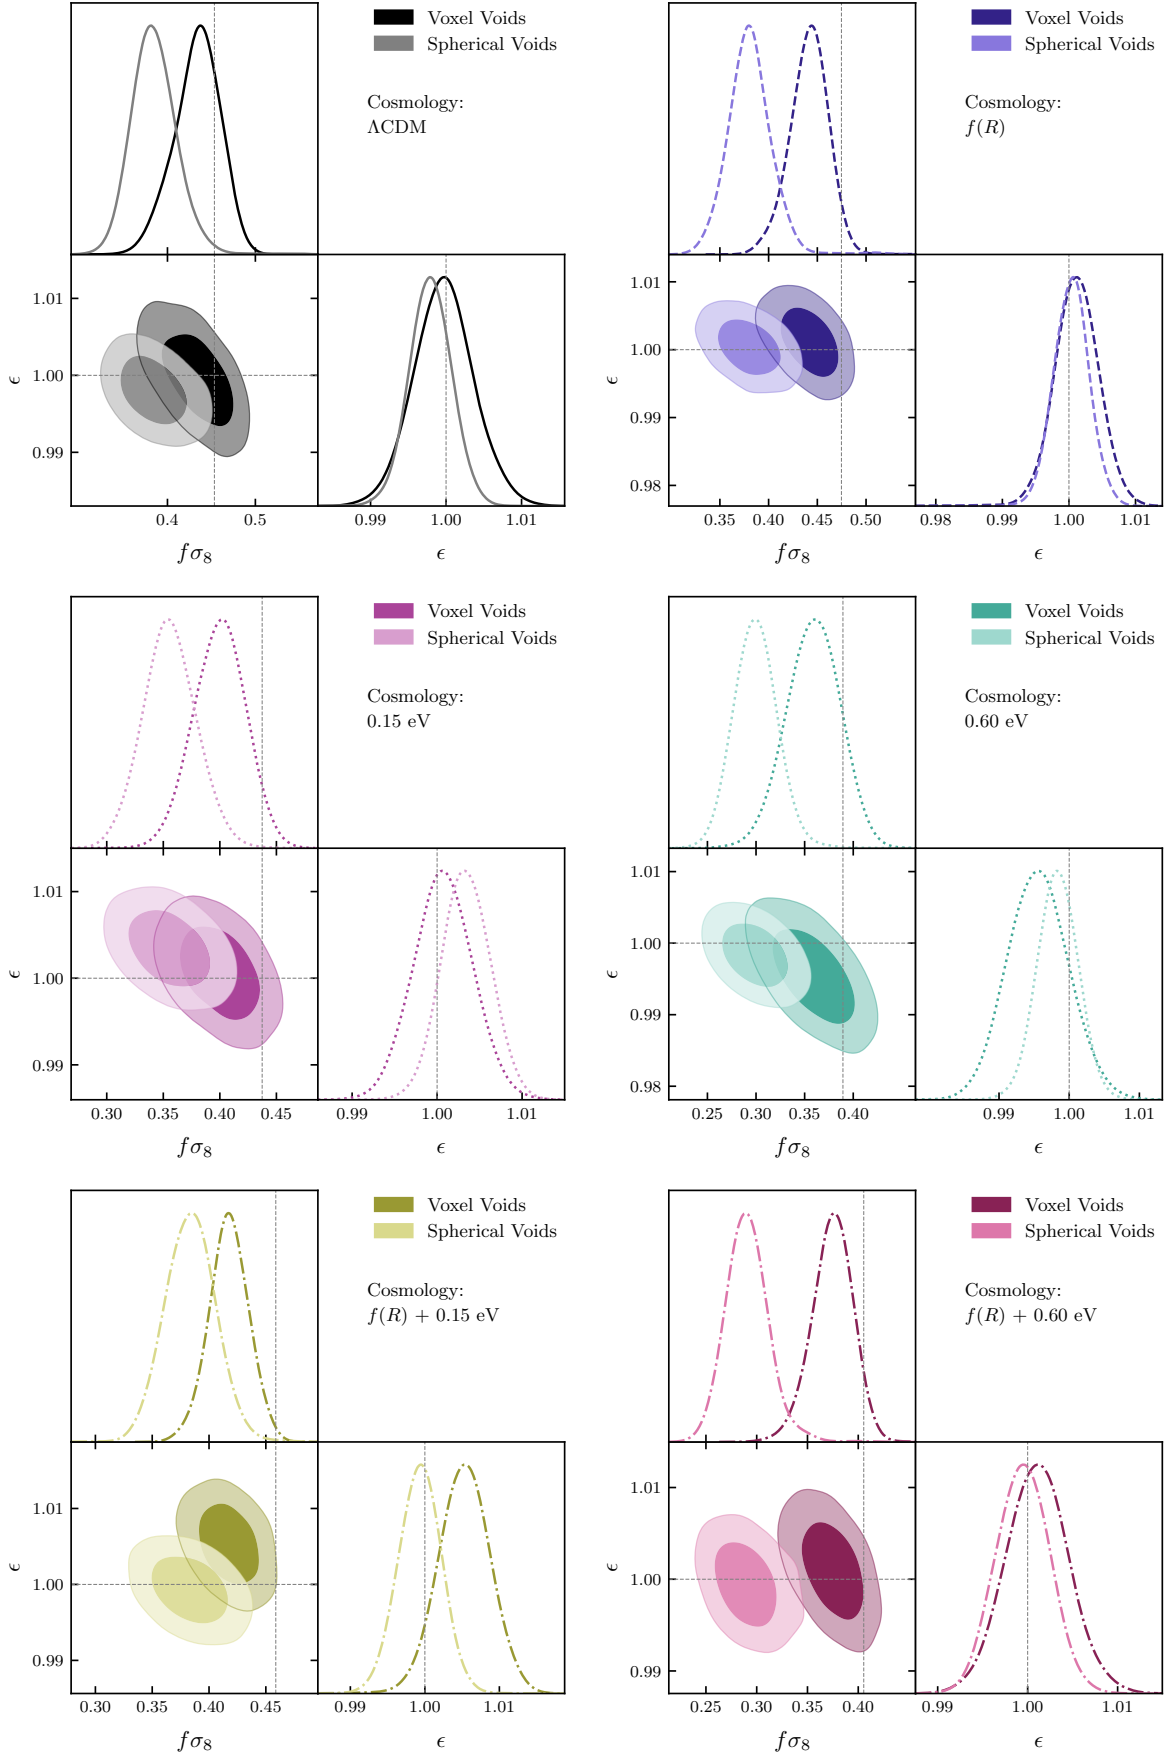 Voxel Voids
Spherical Voids
Cosmology:
ΛCDM
1.01
1.00
0.99
ϵ
0.4 0.5
fσ8
0.99 1.00 1.01
ϵ
Voxel Voids
Spherical Voids
Cosmology:
f(R)
1.01
1.00
0.99
0.98
ϵ
0.35 0.40 0.45 0.50
fσ8
0.98 0.99 1.00 1.01
ϵ
Voxel Voids
Spherical Voids
Cosmology:
0.15 eV
1.01
1.00
0.99
ϵ
0.30 0.35 0.40 0.45
fσ8
0.99 1.00 1.01
ϵ
Voxel Voids
Spherical Voids
Cosmology:
0.60 eV
1.01
1.00
0.99
0.98
ϵ
0.25 0.30 0.35 0.40
fσ8
0.99 1.00 1.01
ϵ
Voxel Voids
Spherical Voids
Cosmology:
f(R) + 0.15 eV
1.01
1.00
0.99
ϵ
0.30 0.35 0.40 0.45
fσ8
0.99 1.00 1.01
ϵ
Voxel Voids
Spherical Voids
Cosmology:
f(R) + 0.60 eV
1.01
1.00
0.99
ϵ
0.25 0.30 0.35 0.40
fσ8
0.99 1.00 1.01
ϵ